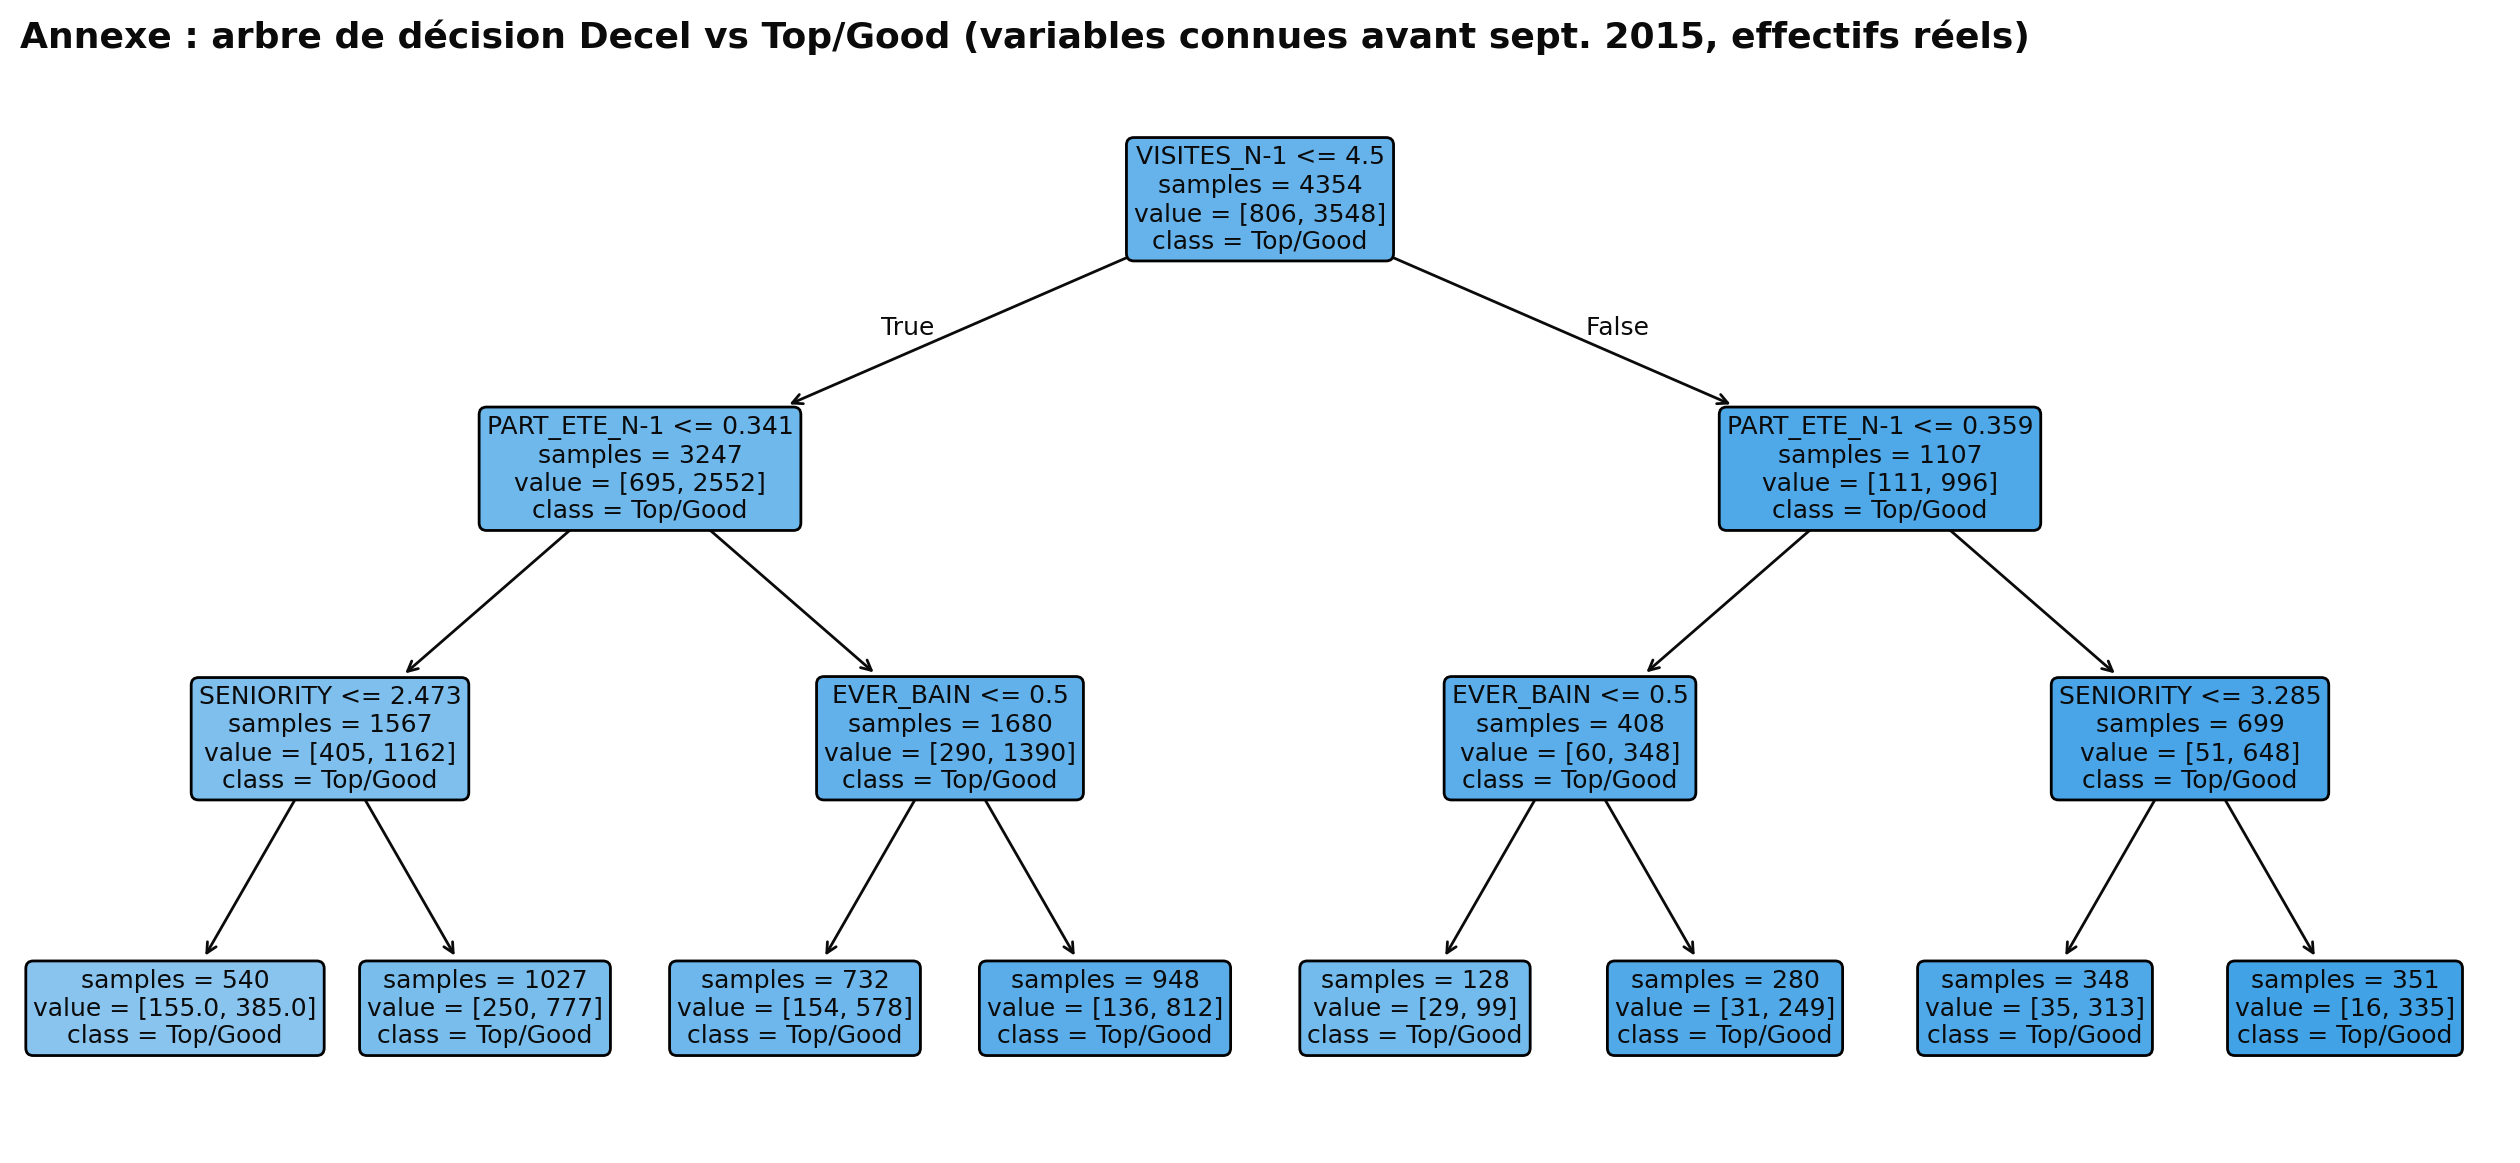 Annexe : arbre de décision Decel vs Top/Good (variables connues avant sept. 2015, effectifs réels)
VISITES_N-1 <= 4.5
samples = 4354
value = [806, 3548]
class = Top/Good
True
False
PART_ETE_N-1 <= 0.341
samples = 3247
value = [695, 2552]
class = Top/Good
PART_ETE_N-1 <= 0.359
samples = 1107
value = [111, 996]
class = Top/Good
SENIORITY <= 2.473
samples = 1567
value = [405, 1162]
class = Top/Good
EVER_BAIN <= 0.5
samples = 1680
value = [290, 1390]
class = Top/Good
EVER_BAIN <= 0.5
samples = 408
value = [60, 348]
class = Top/Good
SENIORITY <= 3.285
samples = 699
value = [51, 648]
class = Top/Good
samples = 540
value = [155.0, 385.0]
class = Top/Good
samples = 1027
value = [250, 777]
class = Top/Good
samples = 732
value = [154, 578]
class = Top/Good
samples = 948
value = [136, 812]
class = Top/Good
samples = 128
value = [29, 99]
class = Top/Good
samples = 280
value = [31, 249]
class = Top/Good
samples = 348
value = [35, 313]
class = Top/Good
samples = 351
value = [16, 335]
class = Top/Good